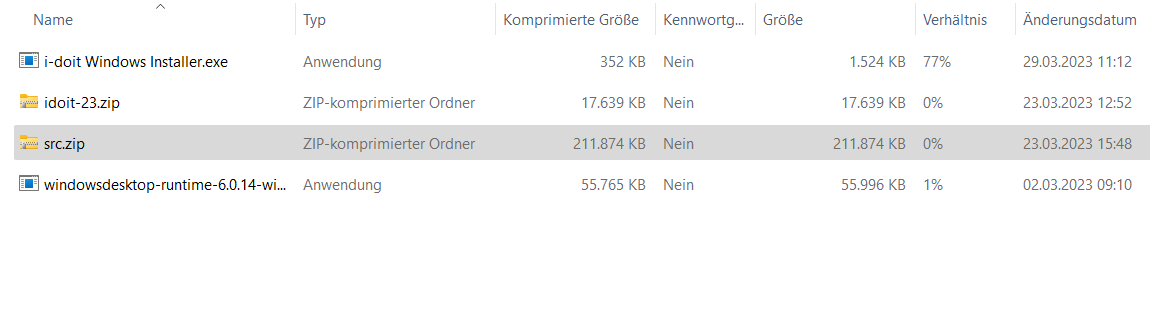 Name Typ Komprimierte Größe Kennwortg... Größe Verhältnis Änderungsdatum
i-doit Windows Installer.exe Anwendung 352 KB Nein 1.524 KB 77% 29.03.2023 11:12
idoit-23.zip ZIP-komprimierter Ordner 17.639 KB Nein 17.639 KB 0% 23.03.2023 12:52
src.zip ZIP-komprimierter Ordner 211.874 KB Nein 211.874 KB 0% 23.03.2023 15:48
windowsdesktop-runtime-6.0.14-wi... Anwendung 55.765 KB Nein 55.996 KB 1% 02.03.2023 09:10